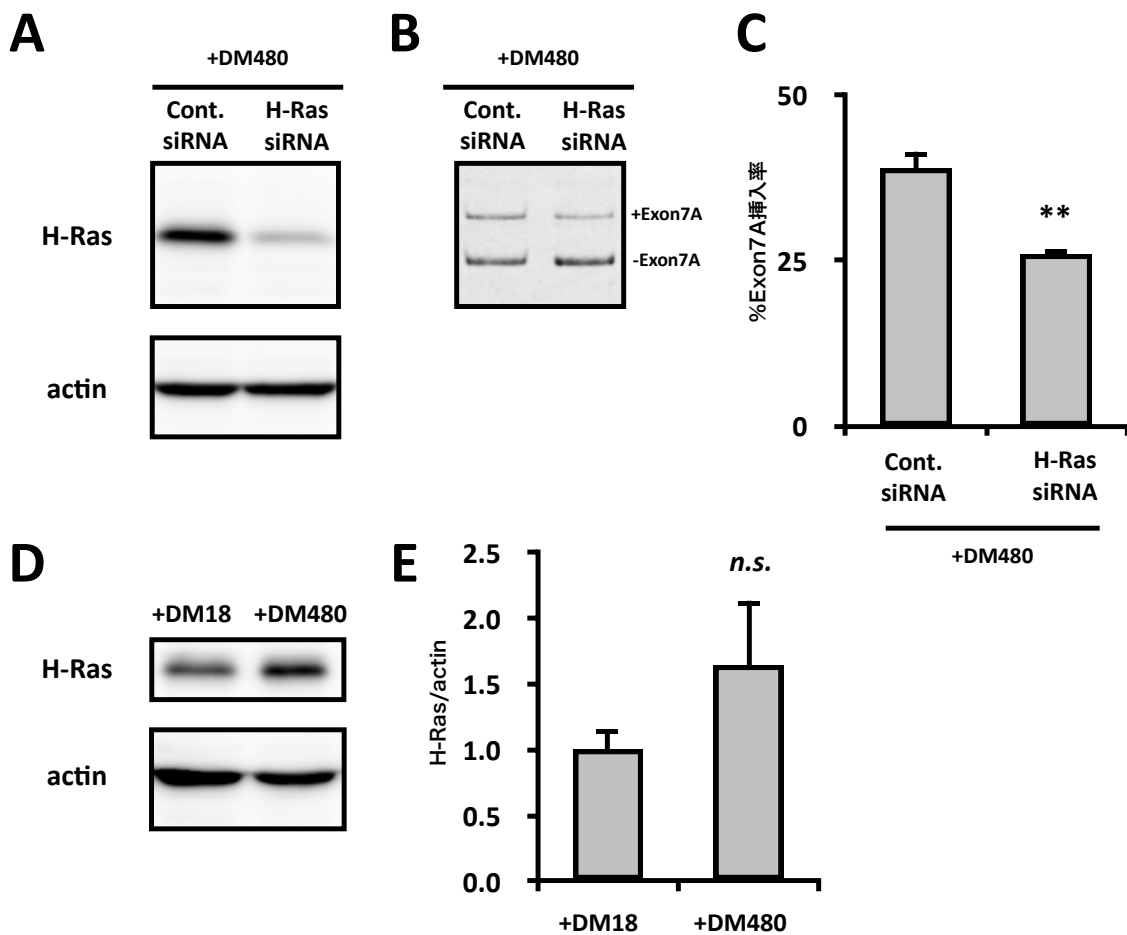 A
+DM480
Cont. siRNA
H-Ras siRNA
H-Ras
actin
B
+DM480
Cont. siRNA
H-Ras siRNA
+Exon7A
-Exon7A
C
%Exon7A挿入率
50
25
0
**
Cont. siRNA
H-Ras siRNA
+DM480
D
+DM18
+DM480
H-Ras
actin
E
H-Ras/actin
2.5
2.0
1.5
1.0
0.5
0.0
n.s.
+DM18
+DM480